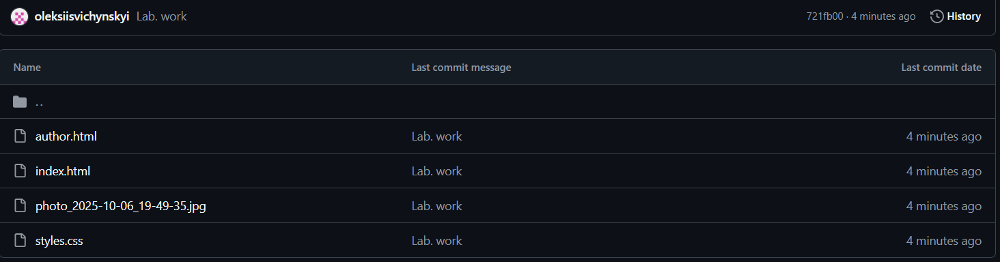 oleksiisvichynskyi Lab. work 721fb00 · 4 minutes ago History
Name Last commit message Last commit date
..
author.html Lab. work 4 minutes ago
index.html Lab. work 4 minutes ago
photo_2025-10-06_19-49-35.jpg Lab. work 4 minutes ago
styles.css Lab. work 4 minutes ago